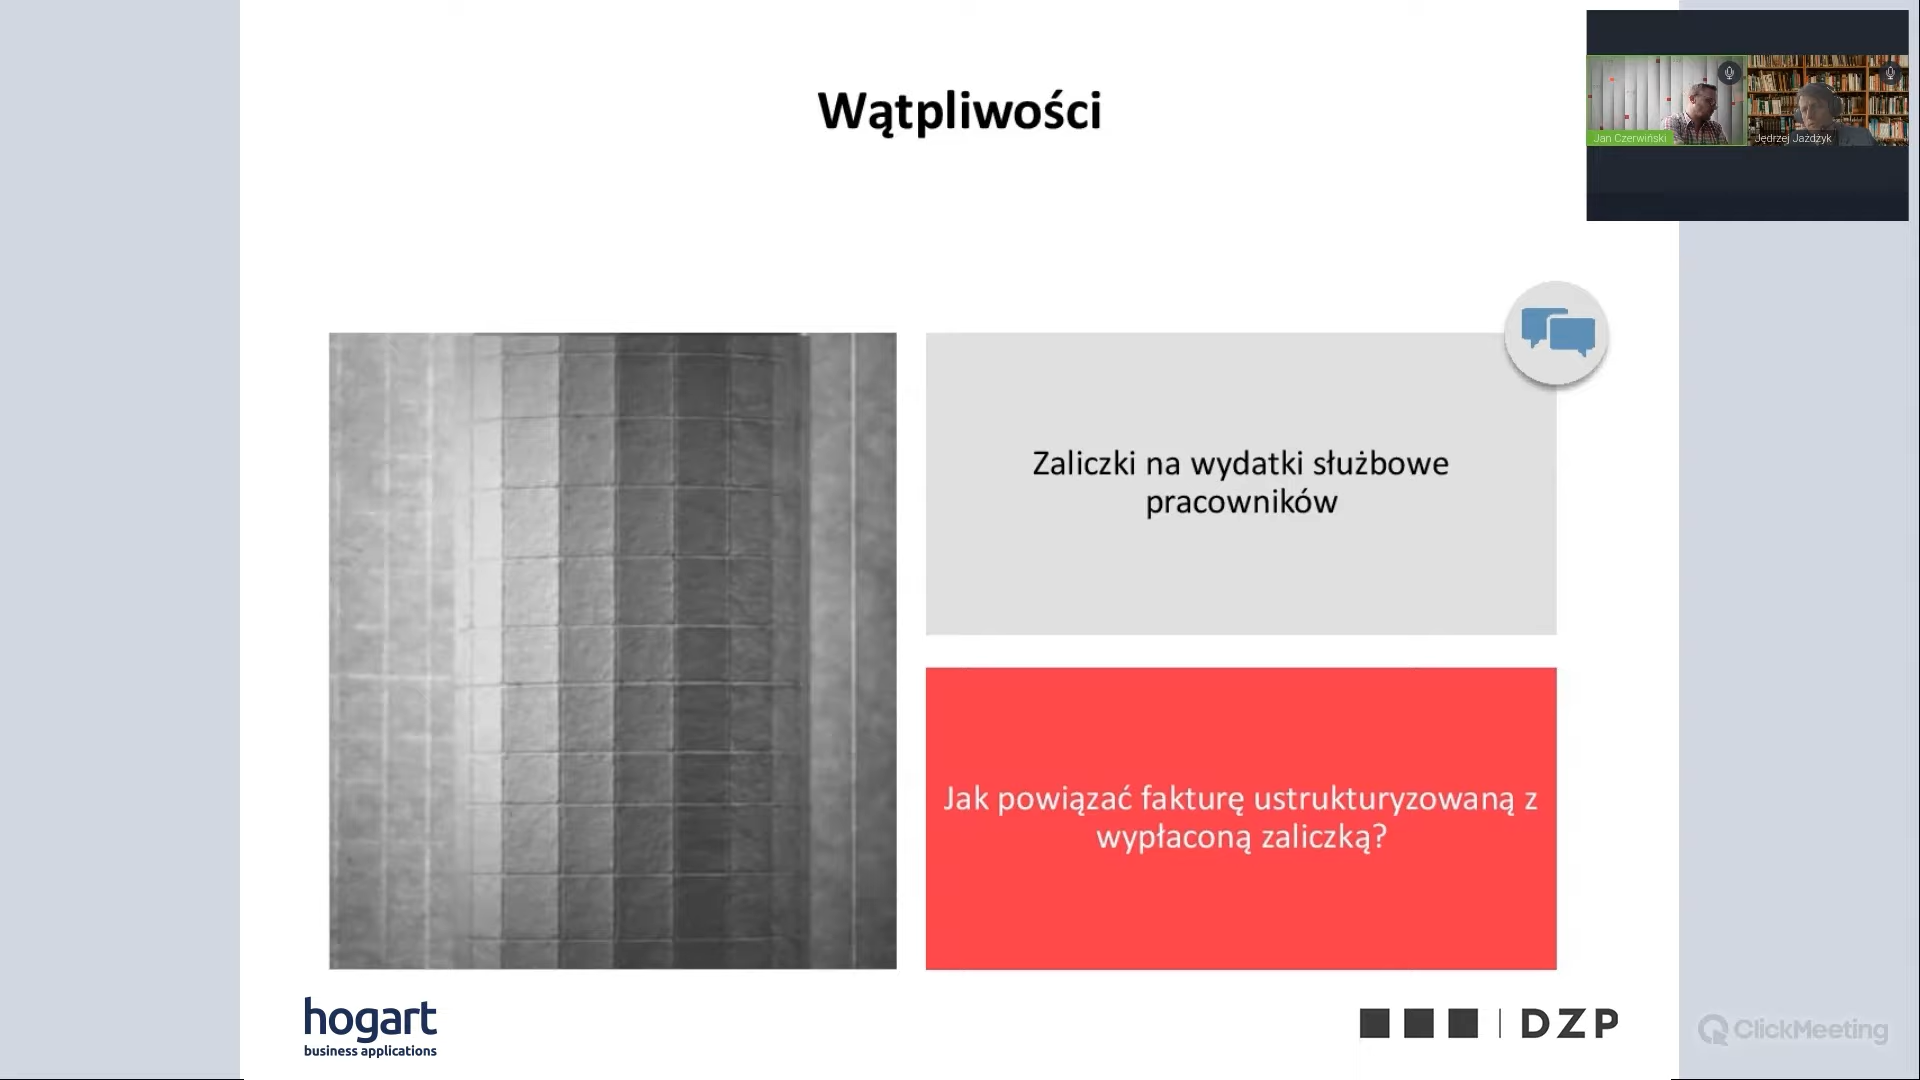 Wątpliwości
Jan Czerwiński
Jędrzej Jażdżyk
Zaliczki na wydatki służbowe
pracowników
Jak powiązać fakturę ustrukturyzowaną z
wypłaconą zaliczką?
hogart
business applications
DZP
ClickMeeting